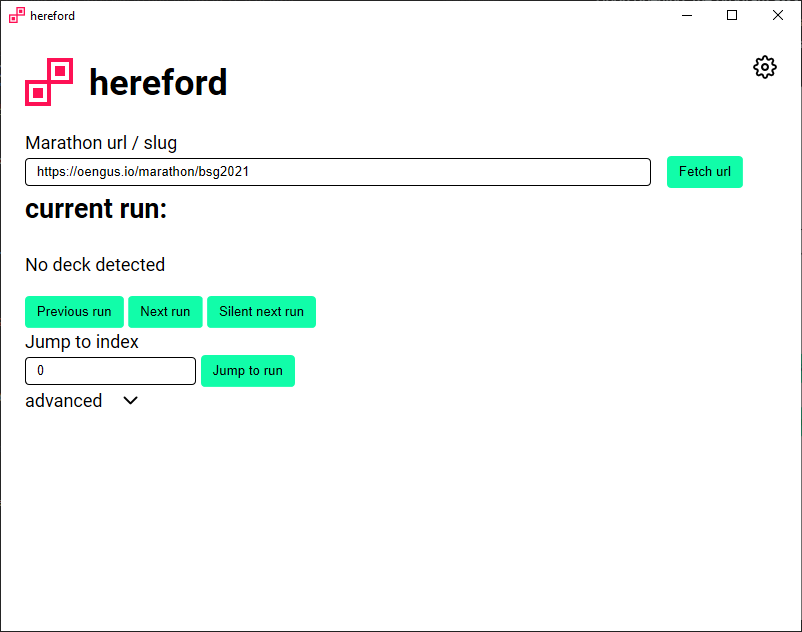 hereford
hereford
Marathon url / slug
https://oengus.io/marathon/bsg2021
Fetch url
current run:
No deck detected
Previous run Next run Silent next run
Jump to index
0 Jump to run
advanced